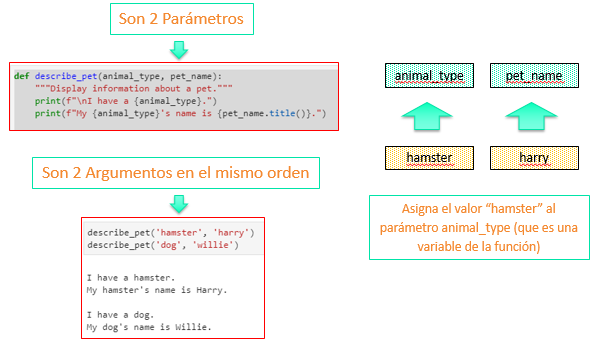 Son 2 Parámetros
def describe_pet(animal_type, pet_name):
    """Display information about a pet."""
    print(f"\nI have a {animal_type}.")
    print(f"My {animal_type}'s name is {pet_name.title()}.")
Son 2 Argumentos en el mismo orden
describe_pet('hamster', 'harry')
describe_pet('dog', 'willie')
I have a hamster.
My hamster's name is Harry.
I have a dog.
My dog's name is Willie.
animal_type
pet_name
hamster
harry
Asigna el valor “hamster” al
parámetro animal_type (que es una
variable de la función)